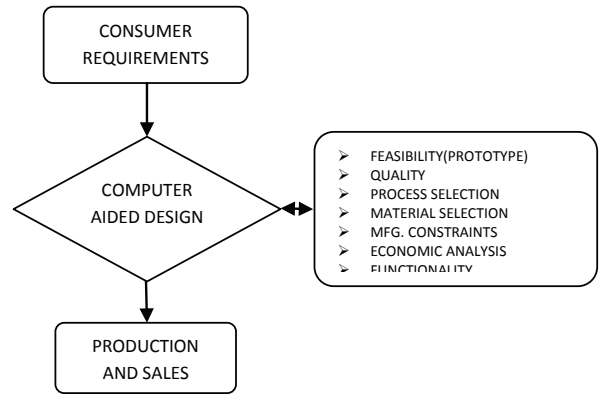 CONSUMER
REQUIREMENTS
COMPUTER
AIDED DESIGN
➢ FEASIBILITY(PROTOTYPE)
➢ QUALITY
➢ PROCESS SELECTION
➢ MATERIAL SELECTION
➢ MFG. CONSTRAINTS
➢ ECONOMIC ANALYSIS
➢ FUNCTIONALITY
PRODUCTION
AND SALES